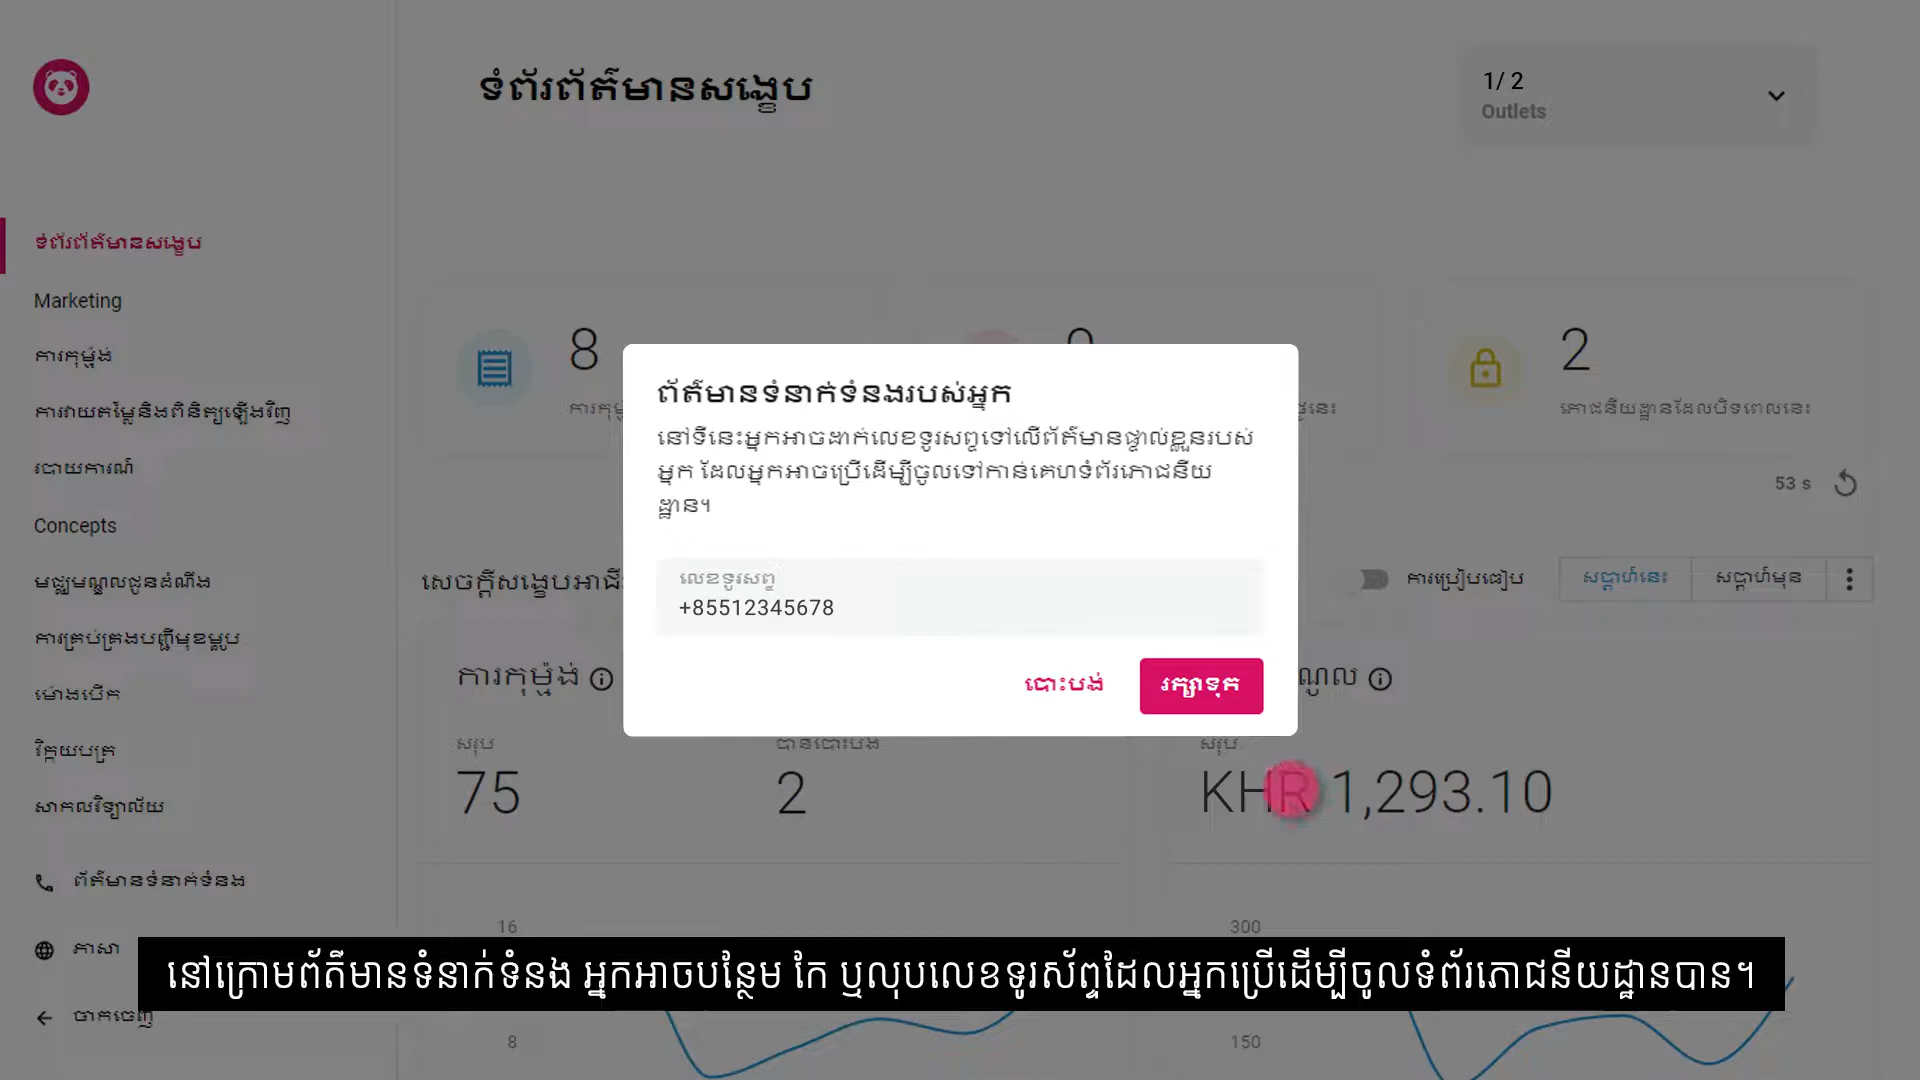 ទំព័រព័ត៌មានសង្ខេប
1/ 2
Outlets
ទំព័រព័ត៌មានសង្ខេប
Marketing
ការកុម្ម៉ង់
ការវាយតម្លៃនិងពិនិត្យឡើងវិញ
របាយការណ៍
Concepts
មជ្ឈមណ្ឌលជូនដំណឹង
ការគ្រប់គ្រងបញ្ជីមុខម្ហូប
ម៉ោងបើក
វិក្កយបត្រ
សាកលវិទ្យាល័យ
ព័ត៌មានទំនាក់ទំនង
ភាសា
ចាកចេញ
8
2
ភោជនីយដ្ឋានដែលបិទពេលនេះ
53 s
ព័ត៌មានទំនាក់ទំនងរបស់អ្នក
នៅទីនេះអ្នកអាចដាក់លេខទូរសព្ទទៅលើព័ត៌មានផ្ទាល់ខ្លួនរបស់
អ្នក ដែលអ្នកអាចប្រើដើម្បីចូលទៅកាន់គេហទំព័រភោជនីយ
ដ្ឋាន។
លេខទូរសព្ទ
+85512345678
បោះបង់
រក្សាទុក
ការប្រៀបធៀប
សប្តាហ៍នេះ
សប្តាហ៍មុន
ការកុម្ម៉ង់
សរុប
75
បានបោះបង់
2
សរុប
KHR 1,293.10
16
8
300
150
នៅក្រោមព័ត៌មានទំនាក់ទំនង អ្នកអាចបន្ថែម កែ ឬលុបលេខទូរស័ព្ទដែលអ្នកប្រើដើម្បីចូលទំព័រភោជនីយដ្ឋានបាន។